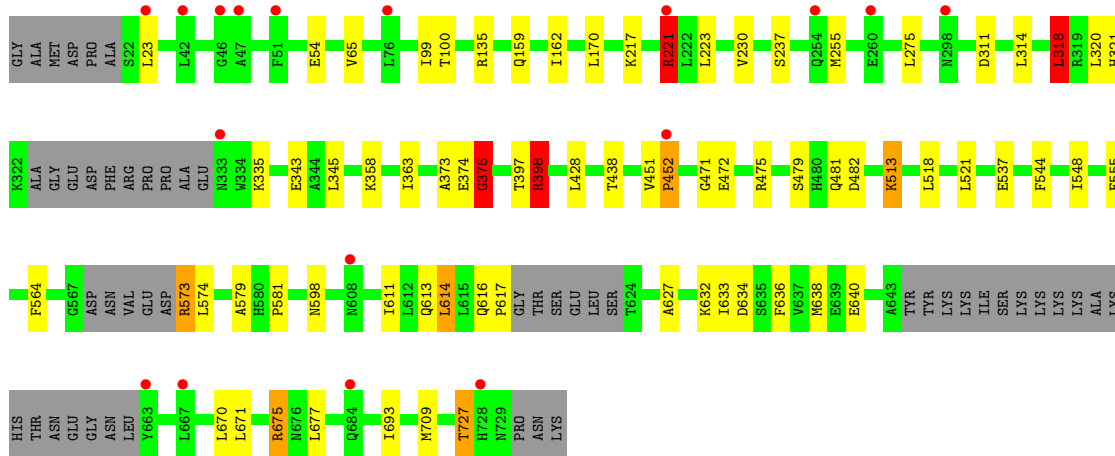 GLY ALA MET ASP PRO ALA S22 L23 L42 G46 A47 F51 E54 V65 L76 I99 T100 R135 Q159 I162 L170 K217 R221 L222 L223 V230 S237 Q254 M255 E260 L275 N298 D311 L314 L318 R319 L320 H321
K322 ALA GLY GLU ASP PHE ARG PRO PRO ALA GLU N333 W334 K335 E343 A344 L345 K358 I363 A373 E374 G375 T397 R398 L428 T438 V451 P452 G471 E472 R475 S479 H480 Q481 D482 K513 L518 L521 E537 F544 I548
F564 G567 ASP ASN VAL GLU ASP R573 L574 A579 H580 P581 N598 N608 I611 L612 Q613 L614 L615 Q616 P617 GLY THR SER GLU LEU SER T624 A627 K632 I633 D634 S635 F636 V637 M638 E639 E640 A643 TYR TYR LYS LYS ILE SER LYS LYS LYS LYS ALA LYS
HIS THR ASN GLU GLY ASN LEU Y663 L667 L670 L671 R675 N676 L677 Q684 I693 M709 T727 H728 N729 PRO ASN LYS